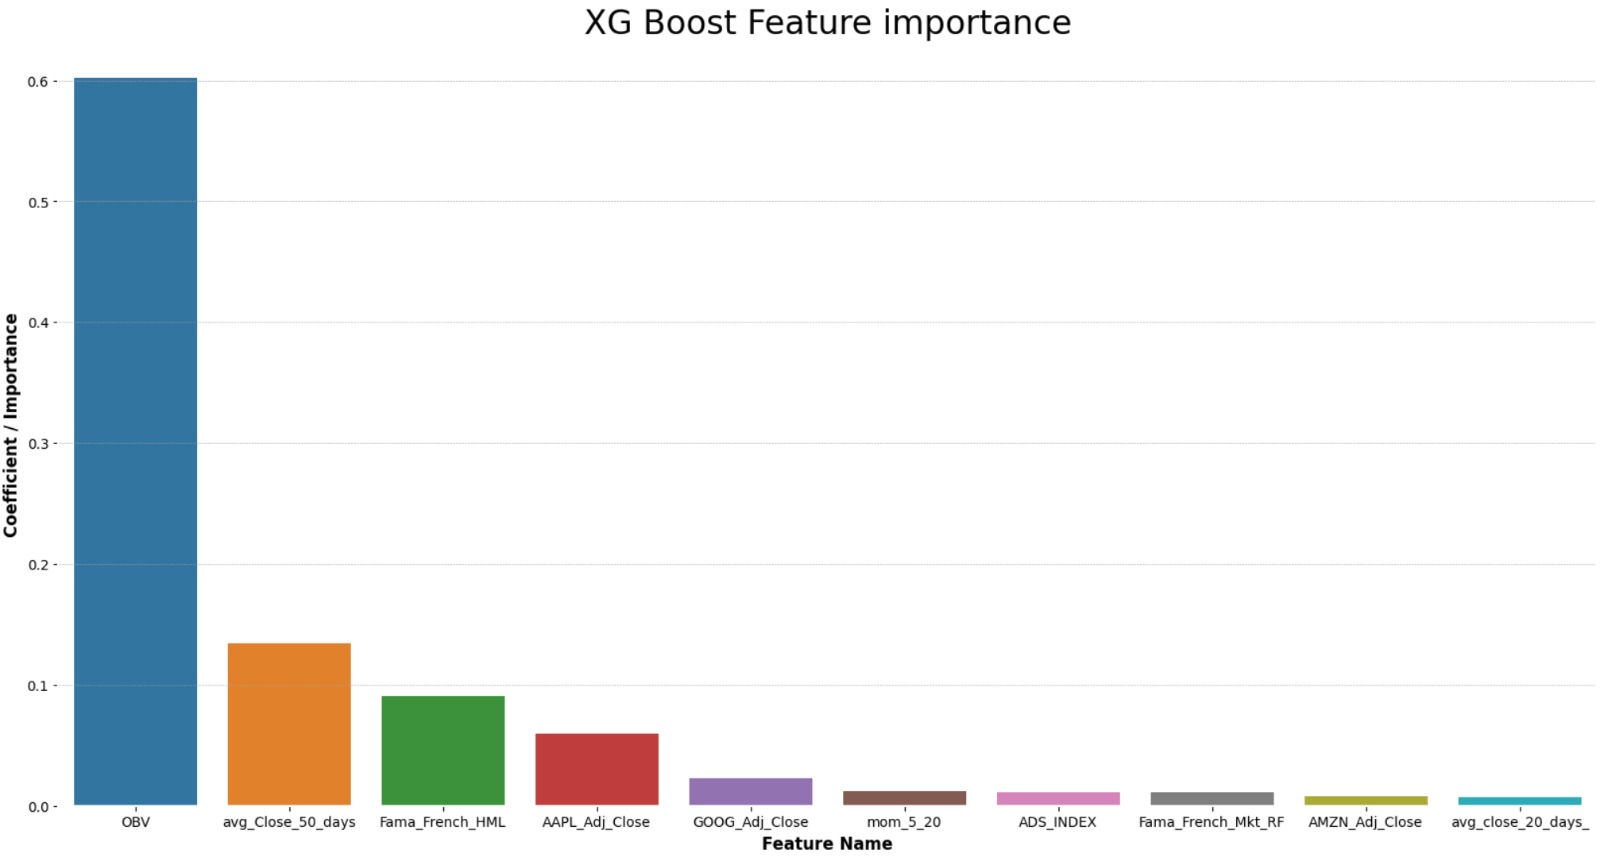 XG Boost Feature importance
0.6
0.5
0.4
0.3
0.2
0.1
0.0
Coefficient / Importance
OBV avg_Close_50_days Fama_French_HML AAPL_Adj_Close GOOG_Adj_Close mom_5_20 ADS_INDEX Fama_French_Mkt_RF AMZN_Adj_Close avg_close_20_days_
Feature Name